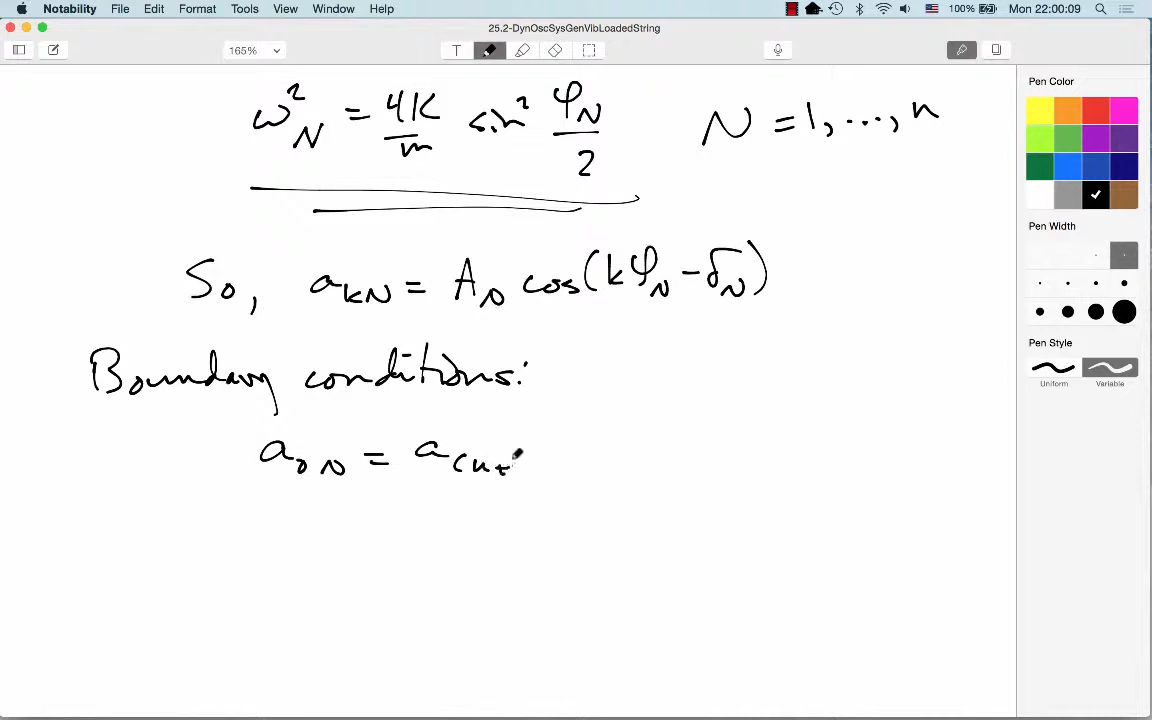 Notability File Edit Format Tools View Window Help 100% Mon 22:00:09
25.2-DynOscSysGenVibLoadedString
165% T
Pen Color
Pen Width
Pen Style
Uniform Variable
ω²_N = 4K/m sin² φ_N/2 N = 1, ..., n
So, a_kN = A_N cos(kφ_N - δ_N)
Boundary conditions:
a_0N = a_(n+